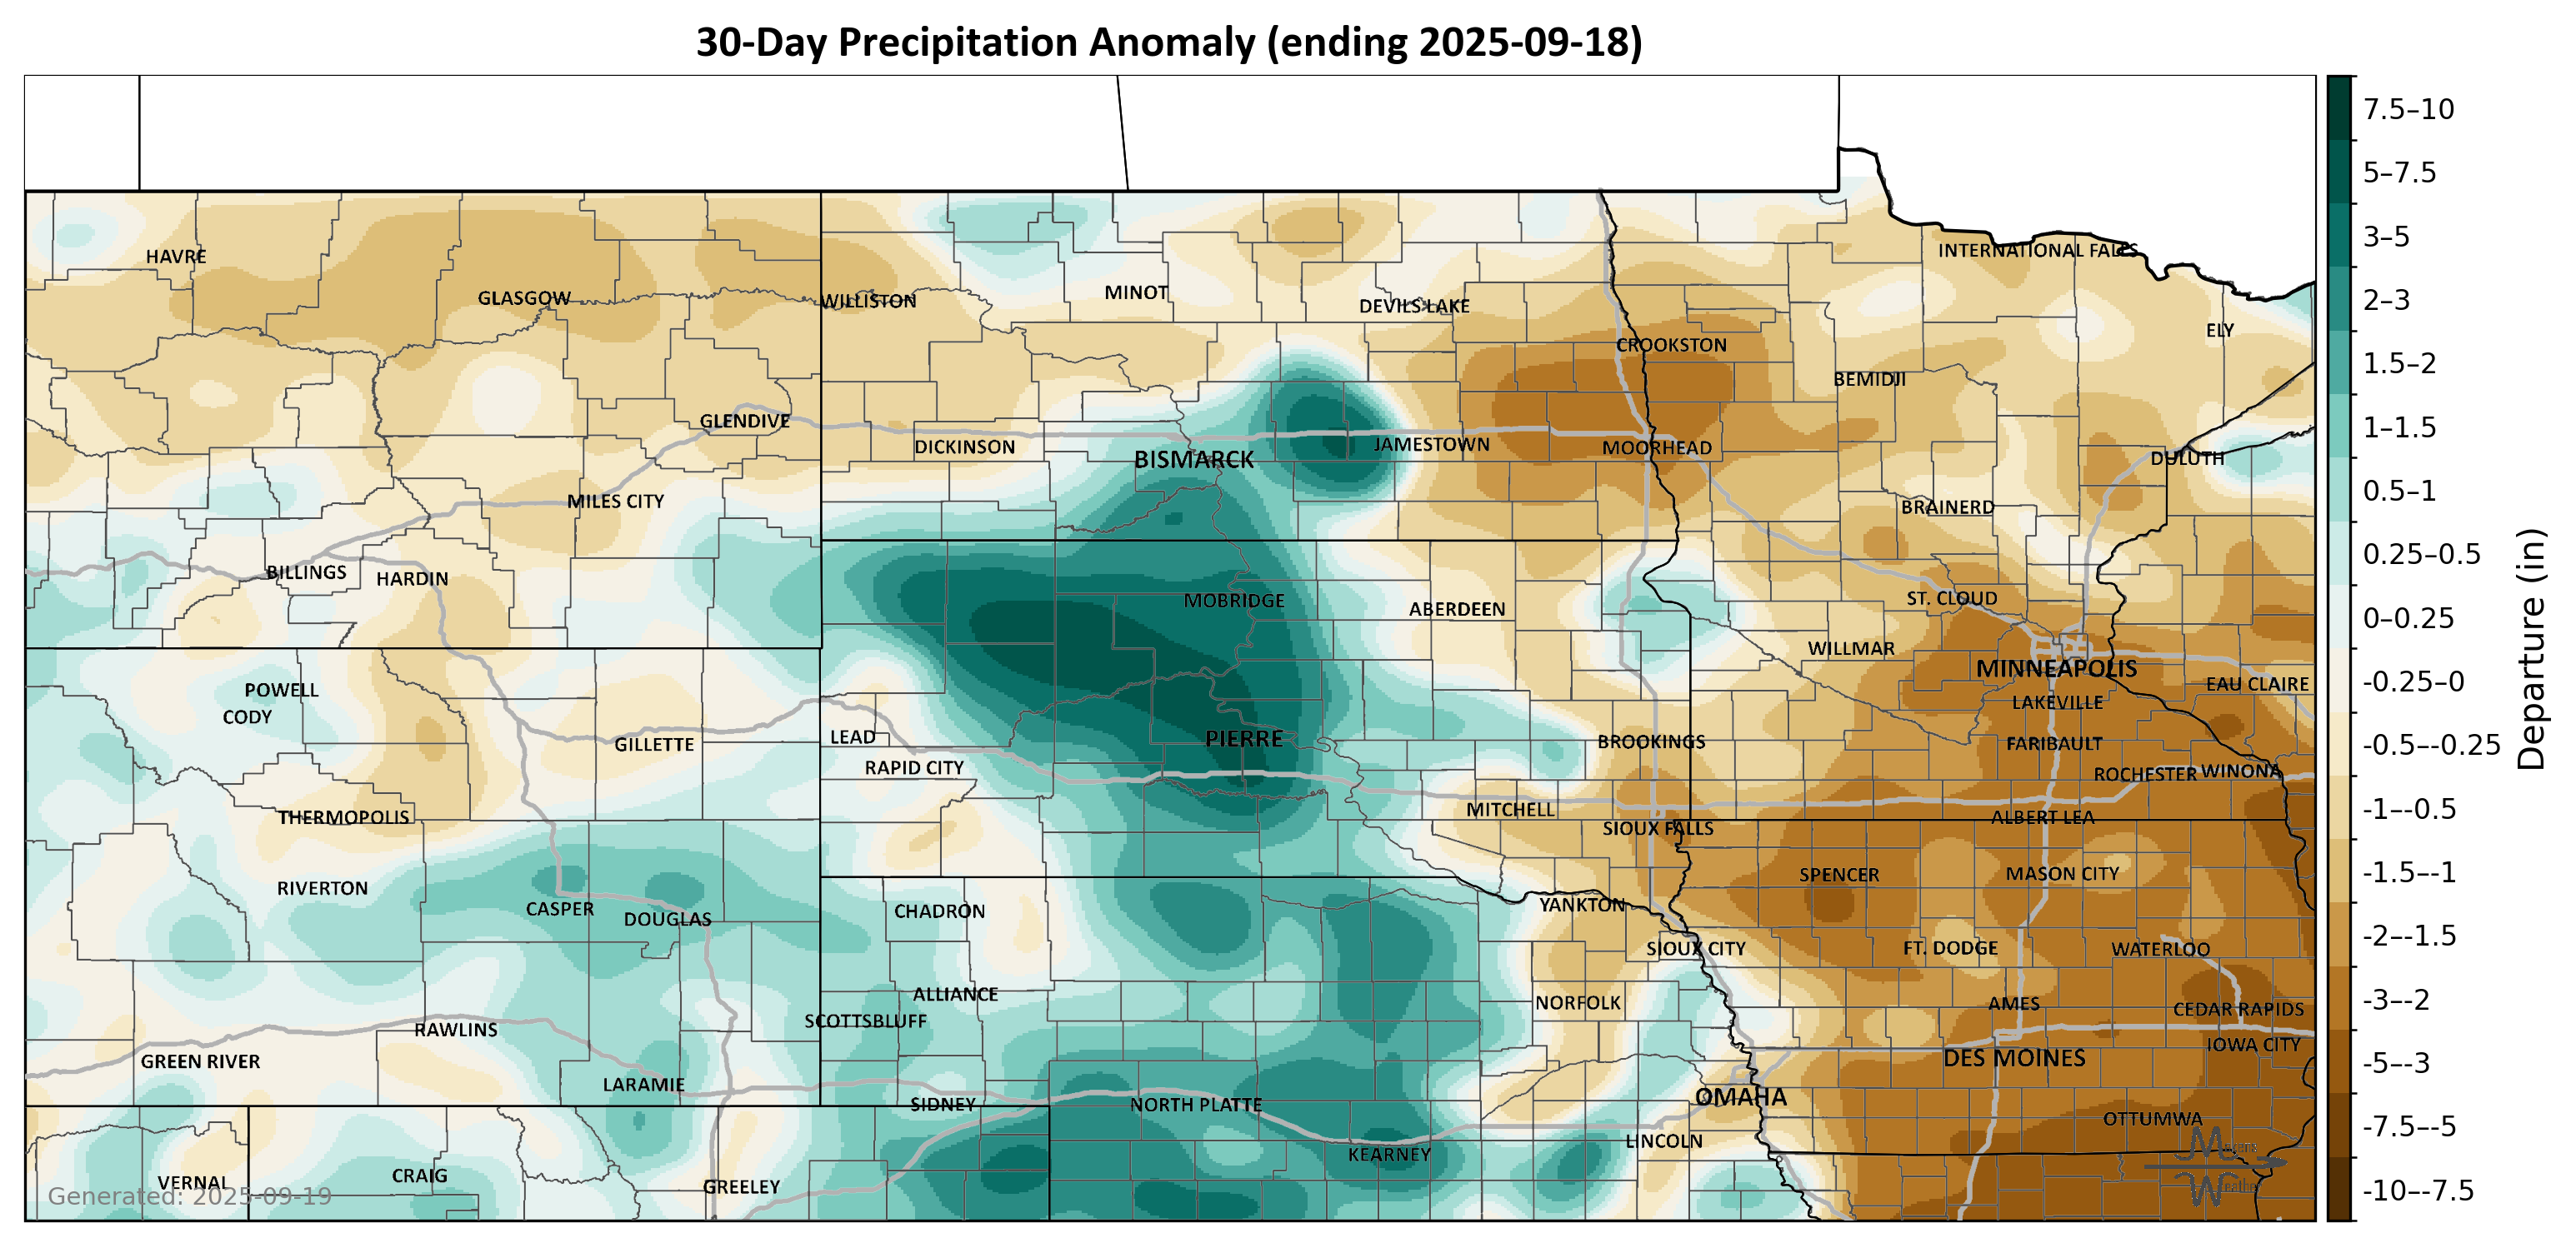 30-Day Precipitation Anomaly (ending 2025-09-18)
HAVRE
GLASGOW
WILLISTON
MINOT
DEVILS LAKE
INTERNATIONAL FALLS
CROOKSTON
ELY
BEMIDJI
GLENDIVE
DICKINSON
BISMARCK
JAMESTOWN
MOORHEAD
DULUTH
MILES CITY
BRAINERD
BILLINGS
HARDIN
MOBRIDGE
ABERDEEN
ST. CLOUD
WILLMAR
MINNEAPOLIS
POWELL
CODY
LAKEVILLE
EAU CLAIRE
GILLETTE
LEAD
PIERRE
BROOKINGS
FARIBAULT
RAPID CITY
ROCHESTER
WINONA
THERMOPOLIS
MITCHELL
SIOUX FALLS
ALBERT LEA
RIVERTON
CASPER
DOUGLAS
CHADRON
YANKTON
SPENCER
MASON CITY
SIOUX CITY
FT. DODGE
WATERLOO
ALLIANCE
SCOTTSBLUFF
NORFOLK
AMES
CEDAR RAPIDS
RAWLINS
GREEN RIVER
LARAMIE
DES MOINES
IOWA CITY
SIDNEY
NORTH PLATTE
OMAHA
OTTUMWA
KEARNEY
LINCOLN
VERNAL
CRAIG
GREELEY
Generated: 2025-09-19
7.5–10
5–7.5
3–5
2–3
1.5–2
1–1.5
0.5–1
0.25–0.5
0–0.25
-0.25–0
-0.5–-0.25
-1–-0.5
-1.5–-1
-2–-1.5
-3–-2
-5–-3
-7.5–-5
-10–-7.5
Departure (in)